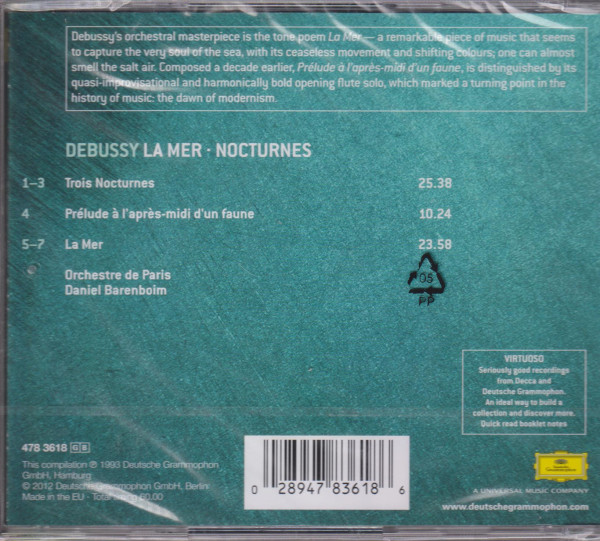 Debussy's orchestral masterpiece is the tone poem La Mer — a remarkable piece of music that seems
to capture the very soul of the sea, with its ceaseless movement and shifting colours; one can almost
smell the salt air. Composed a decade earlier, Prélude à l'après-midi d'un faune, is distinguished by its
quasi-improvisational and harmonically bold opening flute solo, which marked a turning point in the
history of music: the dawn of modernism.
DEBUSSY LA MER · NOCTURNES
1–3 Trois Nocturnes 25.38
4 Prélude à l'après-midi d'un faune 10.24
5–7 La Mer 23.58
Orchestre de Paris
Daniel Barenboim
05
PP
VIRTUOSO
Seriously good recordings
from Decca and
Deutsche Grammophon.
An ideal way to build a
collection and discover more.
Quick read booklet notes
478 3618 GB
This compilation ℗ 1993 Deutsche Grammophon
GmbH, Hamburg
© 2012 Deutsche Grammophon GmbH, Berlin
Made in the EU · Total timing 60.00
0 28947 83618 6
Deutsche
Grammophon
A UNIVERSAL MUSIC COMPANY
www.deutschegrammophon.com